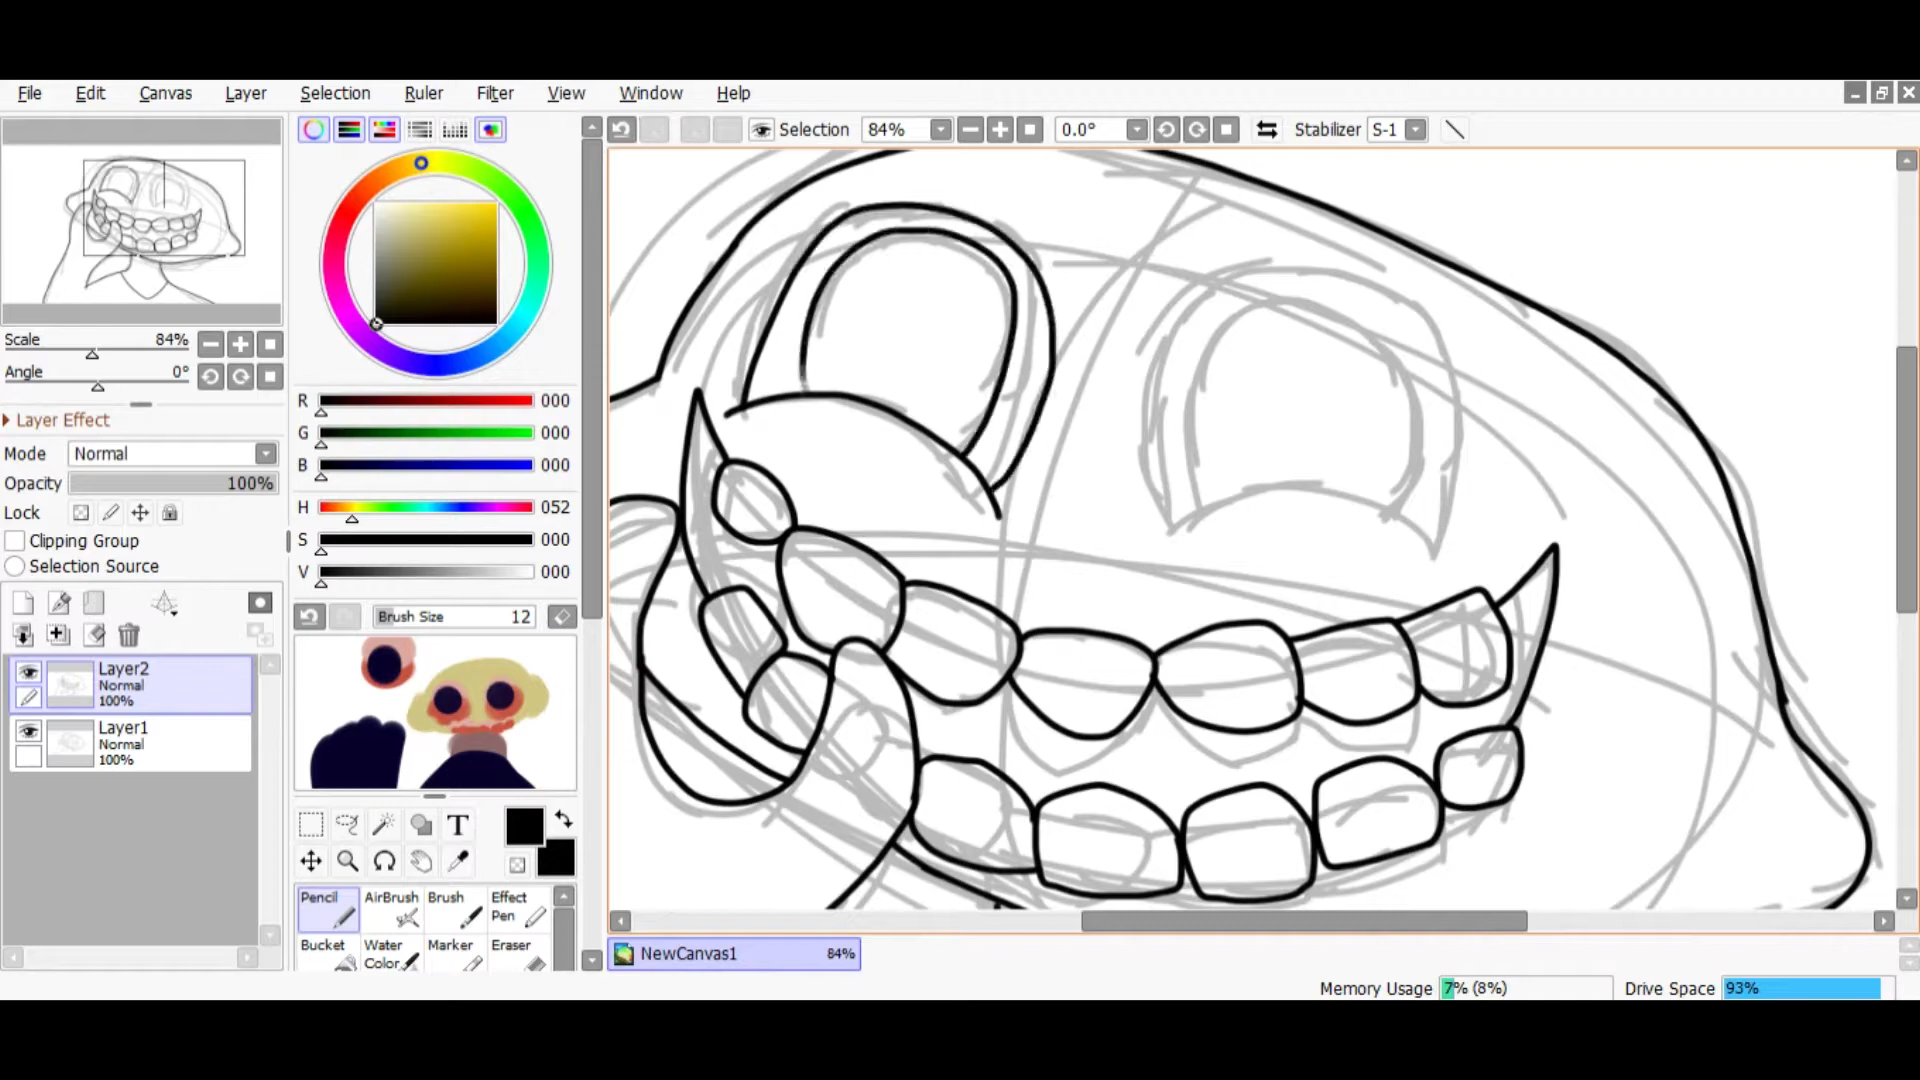 File Edit Canvas Layer Selection Ruler Filter View Window Help
Selection 84% 0.0° Stabilizer S-1
Scale 84%
Angle 0°
Layer Effect
Mode Normal
Opacity 100%
Lock
Clipping Group
Selection Source
Layer2
Normal
100%
Layer1
Normal
100%
R 000
G 000
B 000
H 052
S 000
V 000
Brush Size 12
T
Pencil AirBrush Brush Effect Pen
Bucket Water Color Marker Eraser
NewCanvas1 84%
Memory Usage 7% (8%) Drive Space 93%